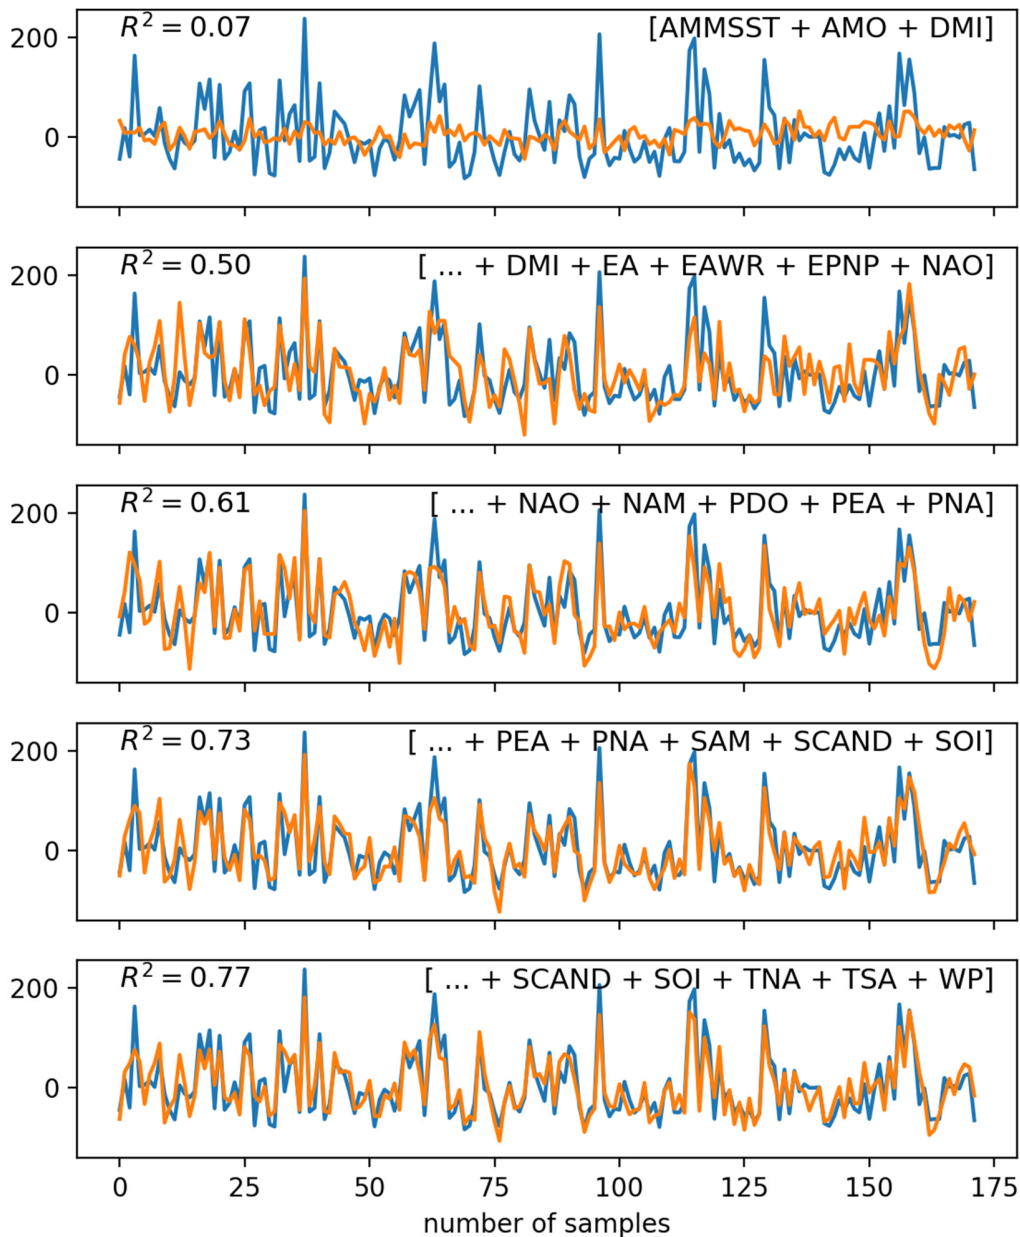 R² = 0.07 [AMMSST + AMO + DMI]
200
0
R² = 0.50 [ ... + DMI + EA + EAWR + EPNP + NAO]
200
0
R² = 0.61 [ ... + NAO + NAM + PDO + PEA + PNA]
200
0
R² = 0.73 [ ... + PEA + PNA + SAM + SCAND + SOI]
200
0
R² = 0.77 [ ... + SCAND + SOI + TNA + TSA + WP]
200
0
0 25 50 75 100 125 150 175
number of samples